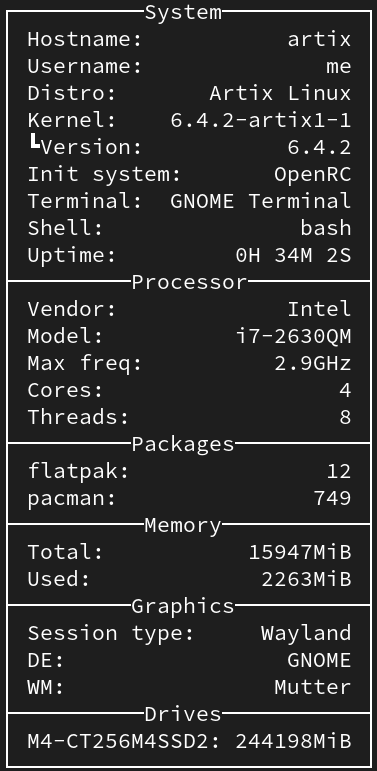 System
Hostname: artix
Username: me
Distro: Artix Linux
Kernel: 6.4.2-artix1-1
┗Version: 6.4.2
Init system: OpenRC
Terminal: GNOME Terminal
Shell: bash
Uptime: 0H 34M 2S
Processor
Vendor: Intel
Model: i7-2630QM
Max freq: 2.9GHz
Cores: 4
Threads: 8
Packages
flatpak: 12
pacman: 749
Memory
Total: 15947MiB
Used: 2263MiB
Graphics
Session type: Wayland
DE: GNOME
WM: Mutter
Drives
M4-CT256M4SSD2: 244198MiB